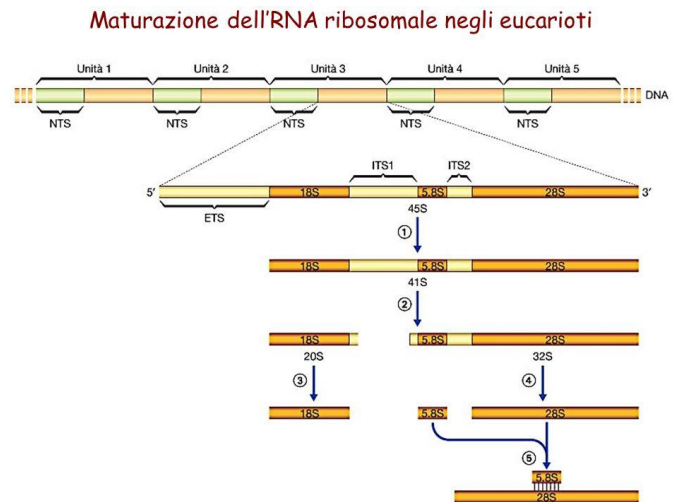 Maturazione dell'RNA ribosomale negli eucarioti
Unità 1 Unità 2 Unità 3 Unità 4 Unità 5
DNA
NTS NTS NTS NTS NTS
ITS1 ITS2
5′ 18S 5.8S 28S 3′
ETS 45S
1
18S 5.8S 28S
41S
2
18S 5.8S 28S
20S 32S
3 4
18S 5.8S 28S
5
5.8S
28S